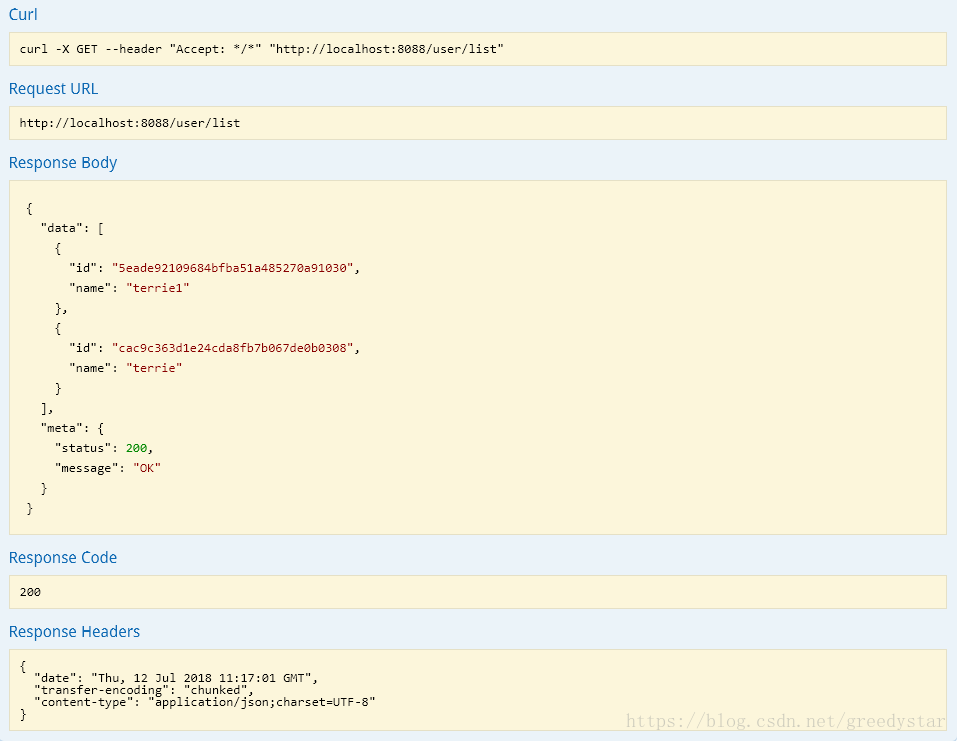 Curl
curl -X GET --header "Accept: */*" "http://localhost:8088/user/list"
Request URL
http://localhost:8088/user/list
Response Body
{
  "data": [
    {
      "id": "5eade92109684bfba51a485270a91030",
      "name": "terrie1"
    },
    {
      "id": "cac9c363d1e24cda8fb7b067de0b0308",
      "name": "terrie"
    }
  ],
  "meta": {
    "status": 200,
    "message": "OK"
  }
}
Response Code
200
Response Headers
{
  "date": "Thu, 12 Jul 2018 11:17:01 GMT",
  "transfer-encoding": "chunked",
  "content-type": "application/json;charset=UTF-8"
}
https://blog.csdn.net/greedystar